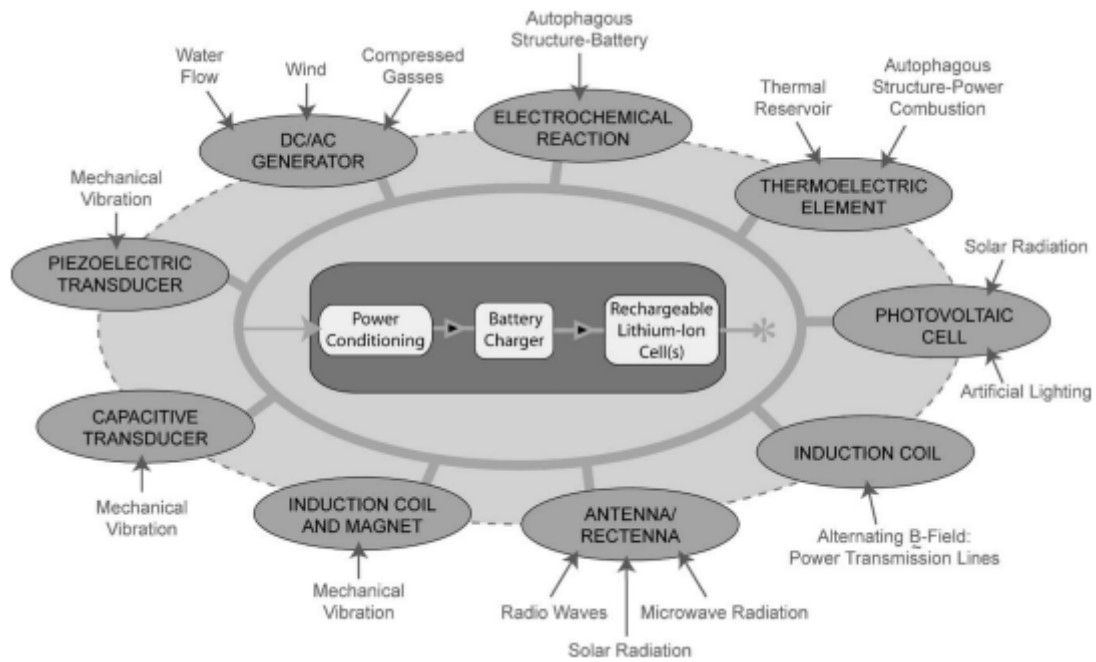 Autophagous
Structure-Battery
Water
Flow
Wind
Compressed
Gasses
Thermal
Reservoir
Autophagous
Structure-Power
Combustion
ELECTROCHEMICAL
REACTION
DC/AC
GENERATOR
Mechanical
Vibration
THERMOELECTRIC
ELEMENT
Solar Radiation
PIEZOELECTRIC
TRANSDUCER
Power
Conditioning
Battery
Charger
Rechargeable
Lithium-Ion
Cell(s)
*
PHOTOVOLTAIC
CELL
Artificial Lighting
CAPACITIVE
TRANSDUCER
INDUCTION COIL
Mechanical
Vibration
INDUCTION COIL
AND MAGNET
ANTENNA/
RECTENNA
Alternating B-Field:
Power Transmission Lines
Mechanical
Vibration
Radio Waves
Microwave Radiation
Solar Radiation